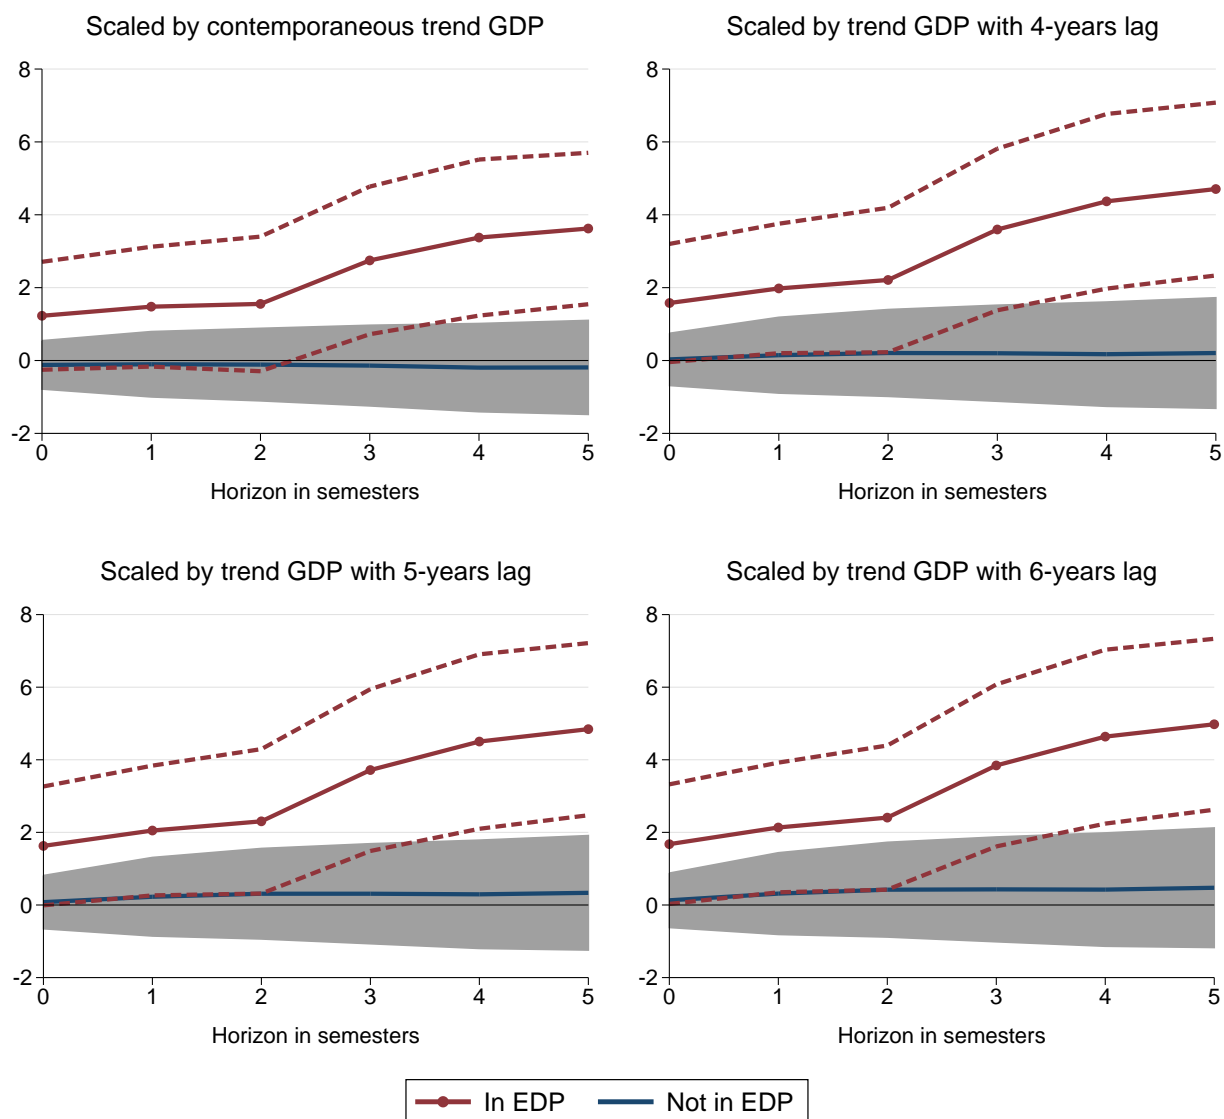 Scaled by contemporaneous trend GDP
8
6
4
2
0
-2
0 1 2 3 4 5
Horizon in semesters
Scaled by trend GDP with 4-years lag
8
6
4
2
0
-2
0 1 2 3 4 5
Horizon in semesters
Scaled by trend GDP with 5-years lag
8
6
4
2
0
-2
0 1 2 3 4 5
Horizon in semesters
Scaled by trend GDP with 6-years lag
8
6
4
2
0
-2
0 1 2 3 4 5
Horizon in semesters
In EDP Not in EDP